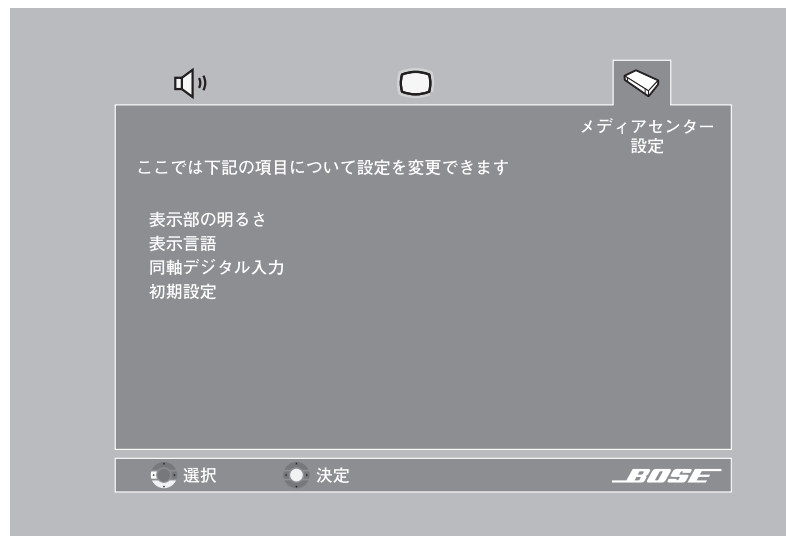 メディアセンター
設定
ここでは下記の項目について設定を変更できます
表示部の明るさ
表示言語
同軸デジタル入力
初期設定
選択 決定 BOSE